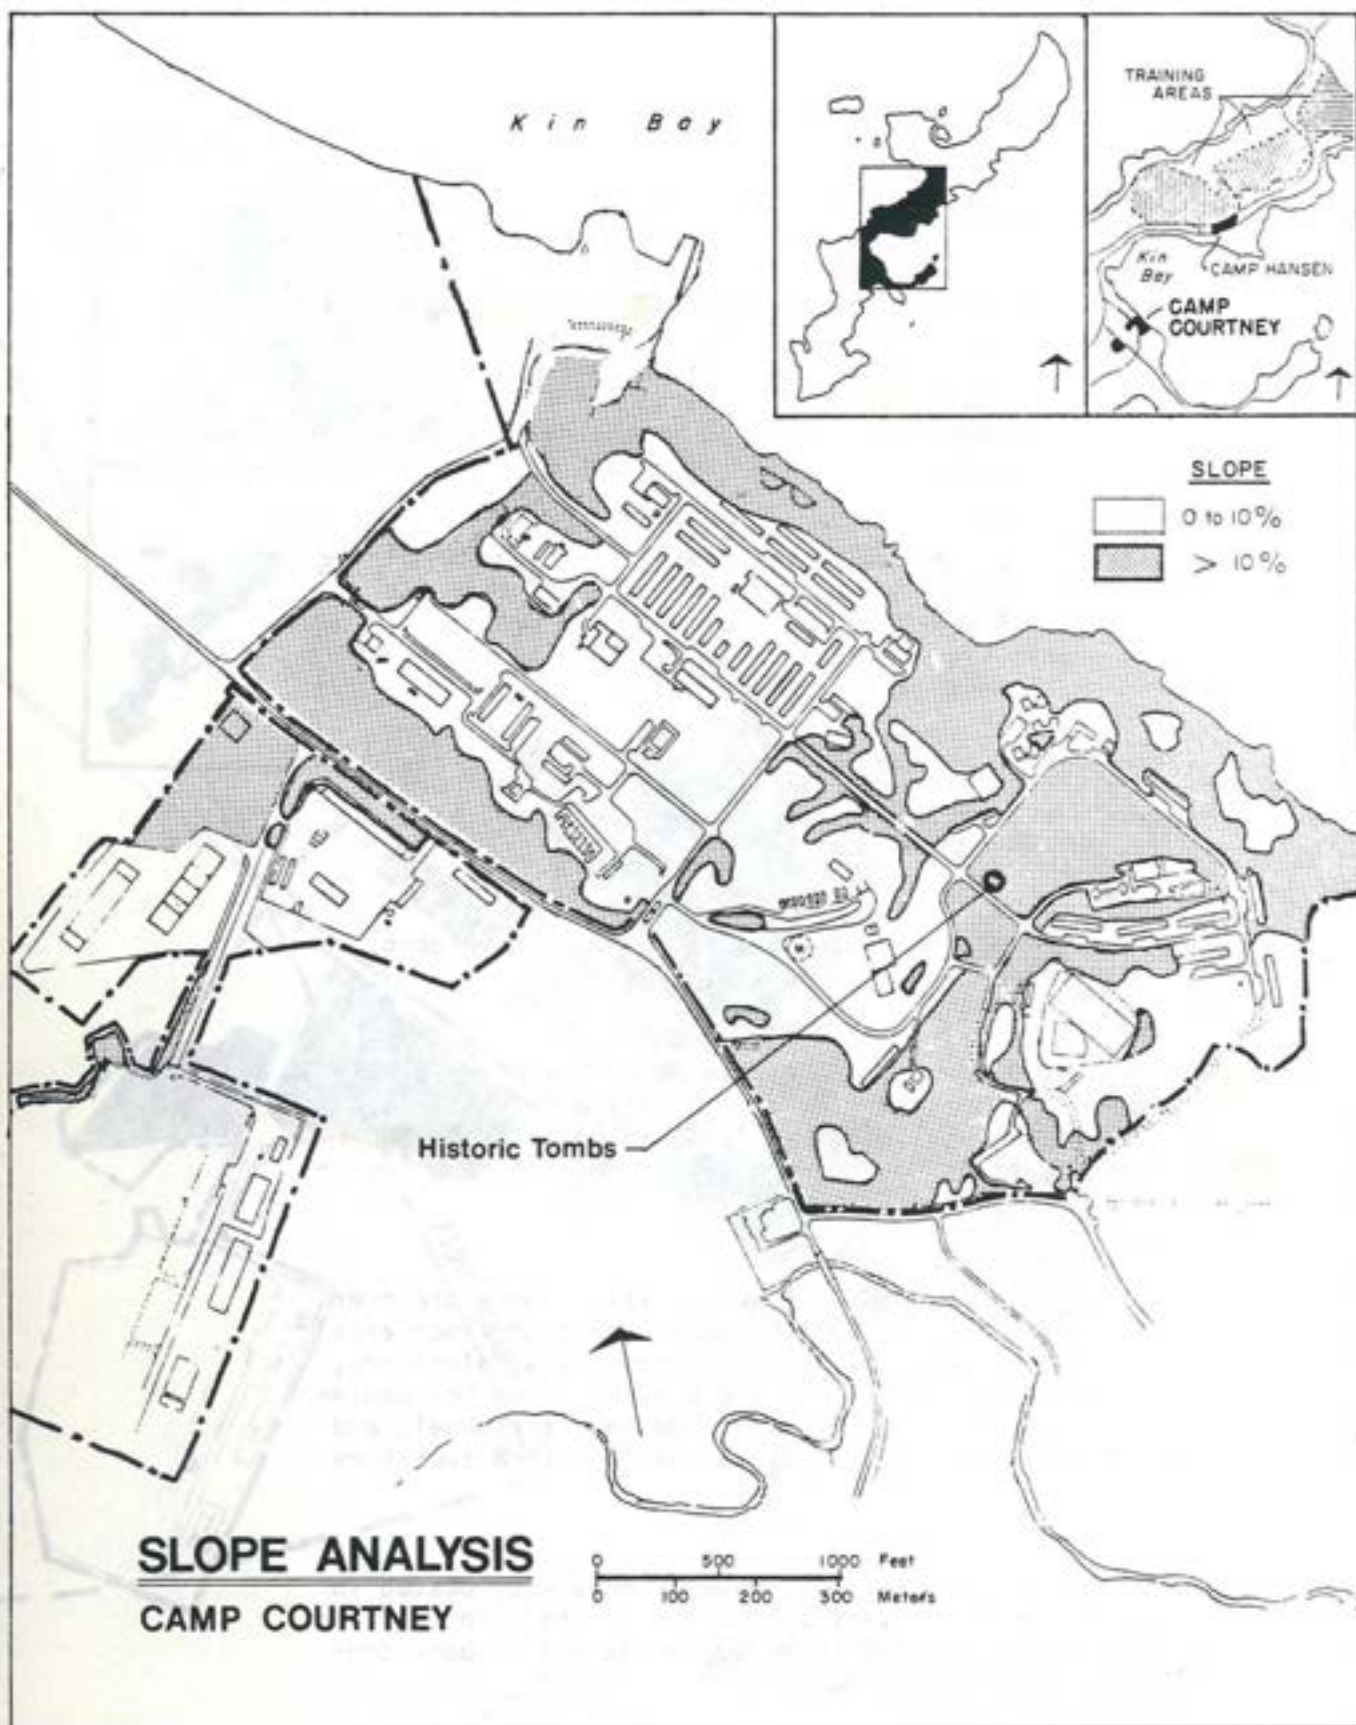 Kin Bay
TRAINING
AREAS
Kin
Bay
CAMP HANSEN
CAMP
COURTNEY
SLOPE
0 to 10%
> 10%
Historic Tombs
SLOPE ANALYSIS
CAMP COURTNEY
0 500 1000 Feet
0 100 200 300 Meters